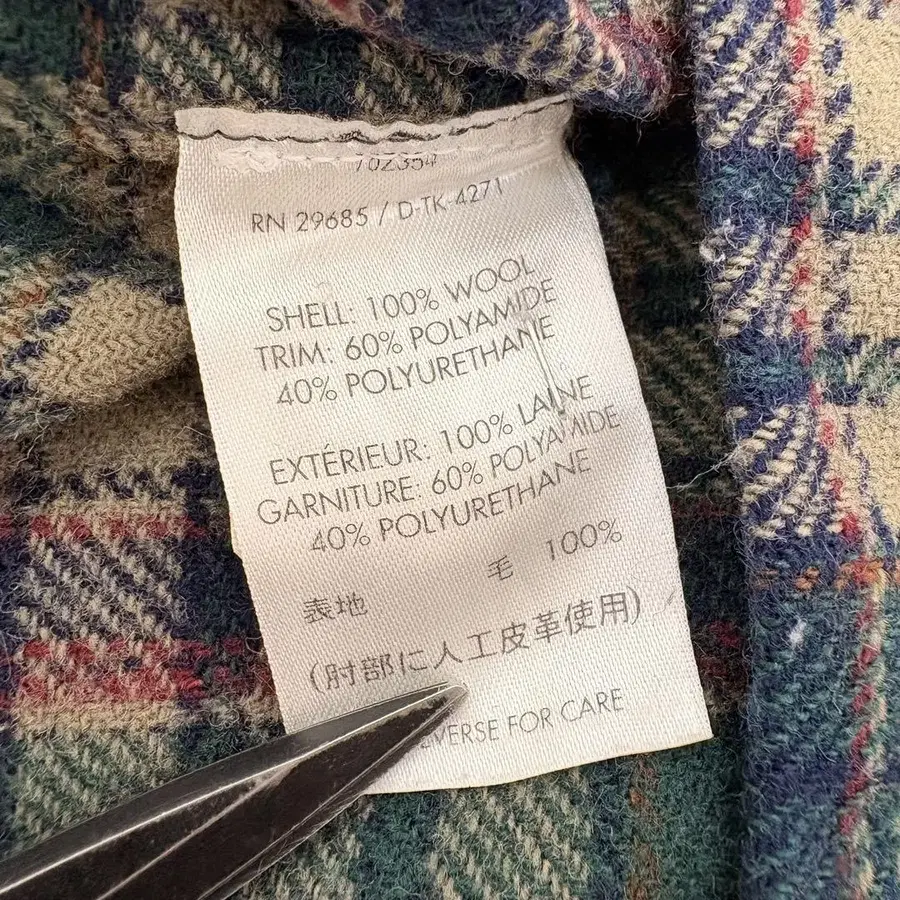 702354
RN 29685 / D-TK-4271
SHELL: 100% WOOL
TRIM: 60% POLYAMIDE
40% POLYURETHANE
EXTÉRIEUR: 100% LAINE
GARNITURE: 60% POLYAMIDE
40% POLYURETHANE
表地 毛 100%
(肘部に人工皮革使用)
FOR CARE